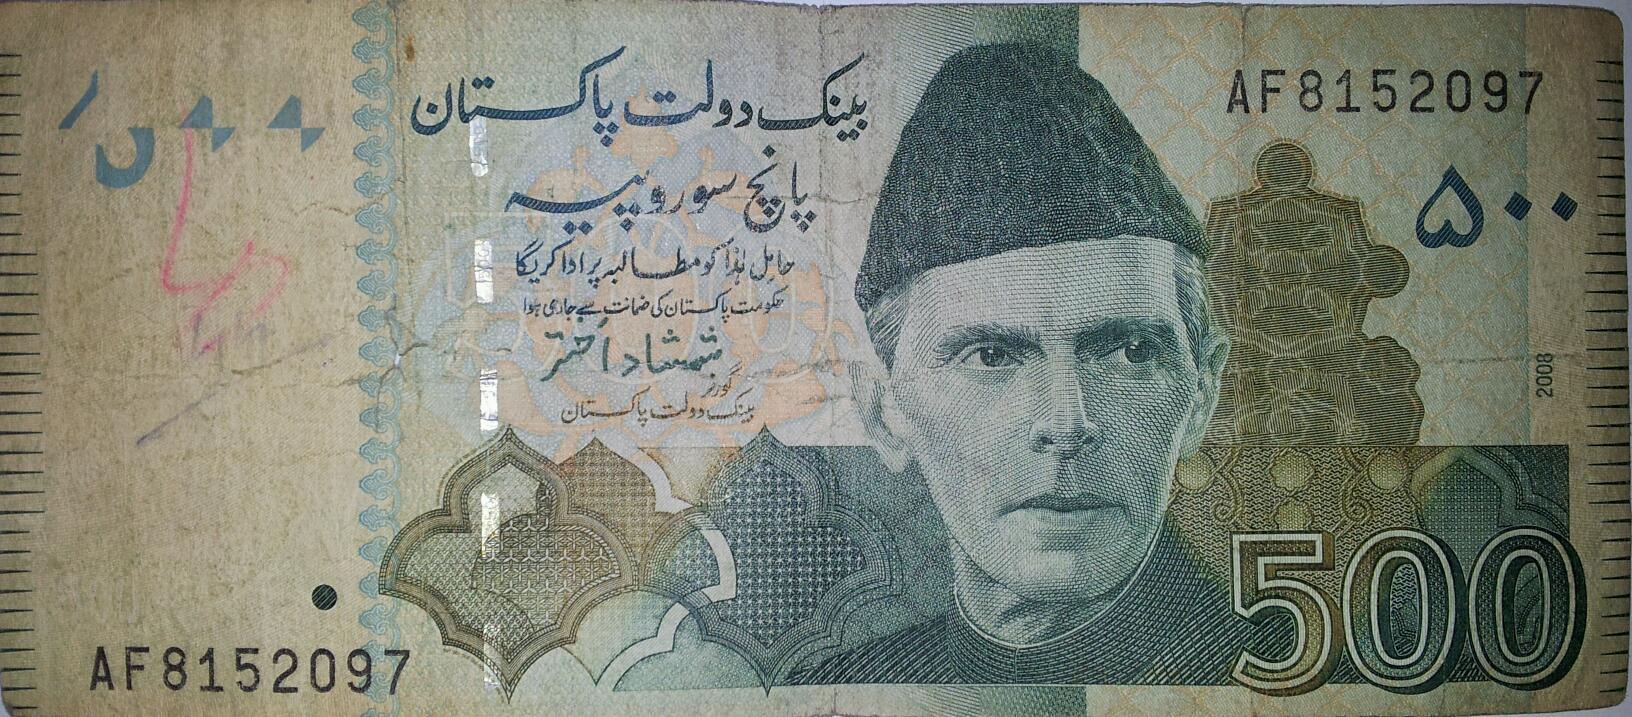 بینک دولت پاکستان
AF8152097
پانچ سو روپیہ
۵۰۰
حامل ہٰذا کو مطالبہ پر ادا کریگا
حکومت پاکستان کی ضمانت سے جاری ہوا
شمشاد اختر
گورنر
بینک دولت پاکستان
2008
500
AF8152097